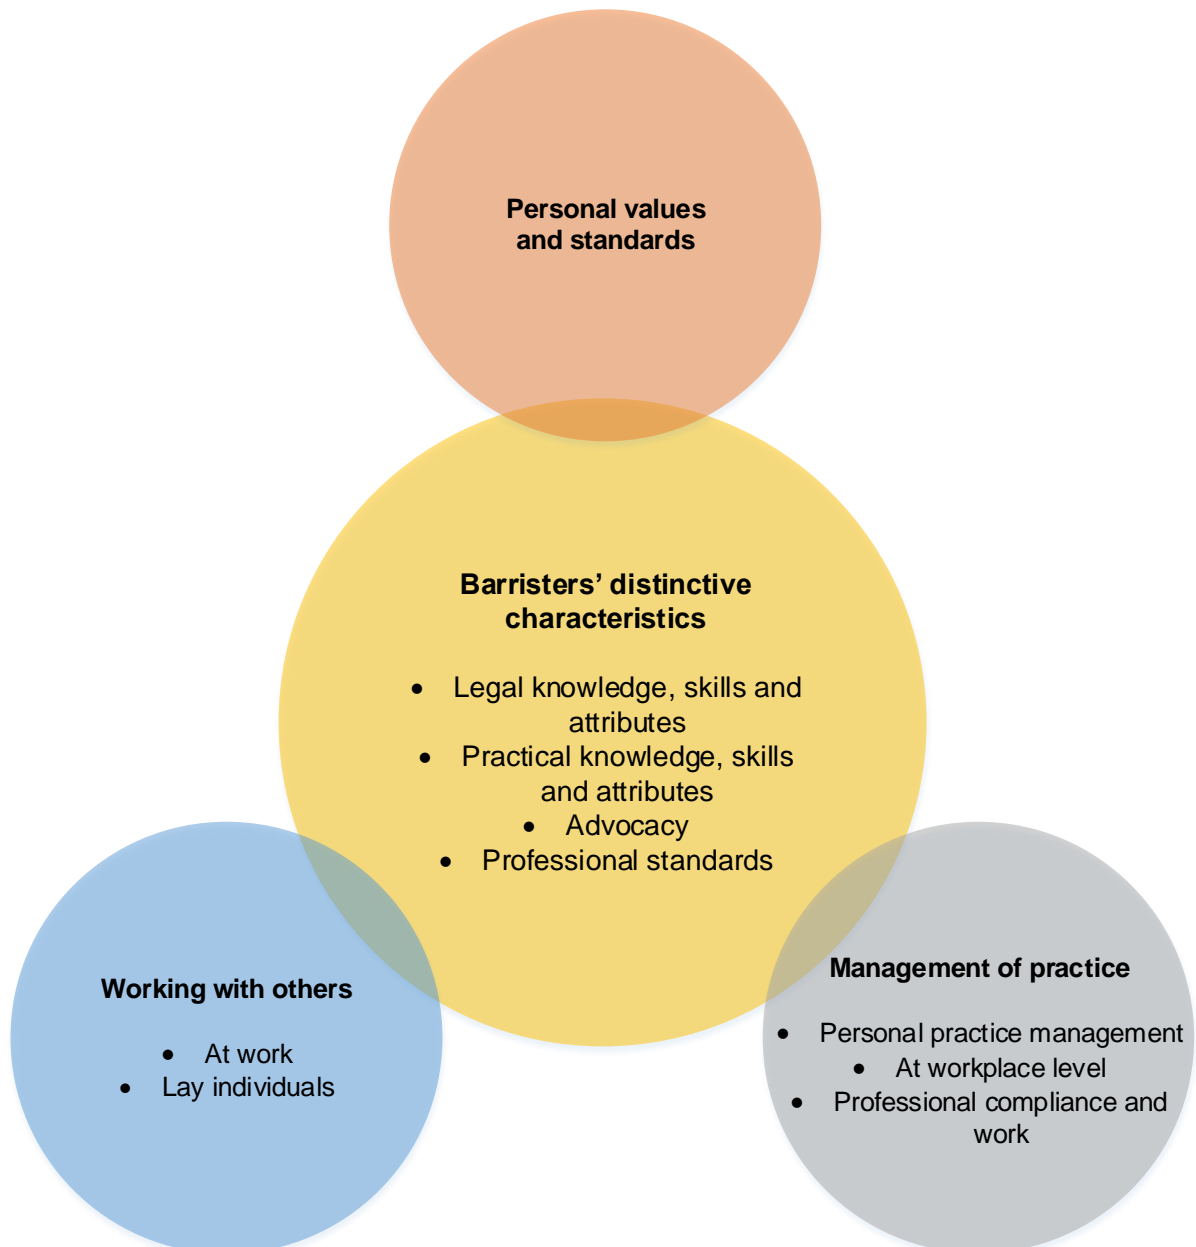 Personal values
and standards
Barristers’ distinctive
characteristics
• Legal knowledge, skills and
attributes
• Practical knowledge, skills
and attributes
• Advocacy
• Professional standards
Working with others
• At work
• Lay individuals
Management of practice
• Personal practice management
• At workplace level
• Professional compliance and
work